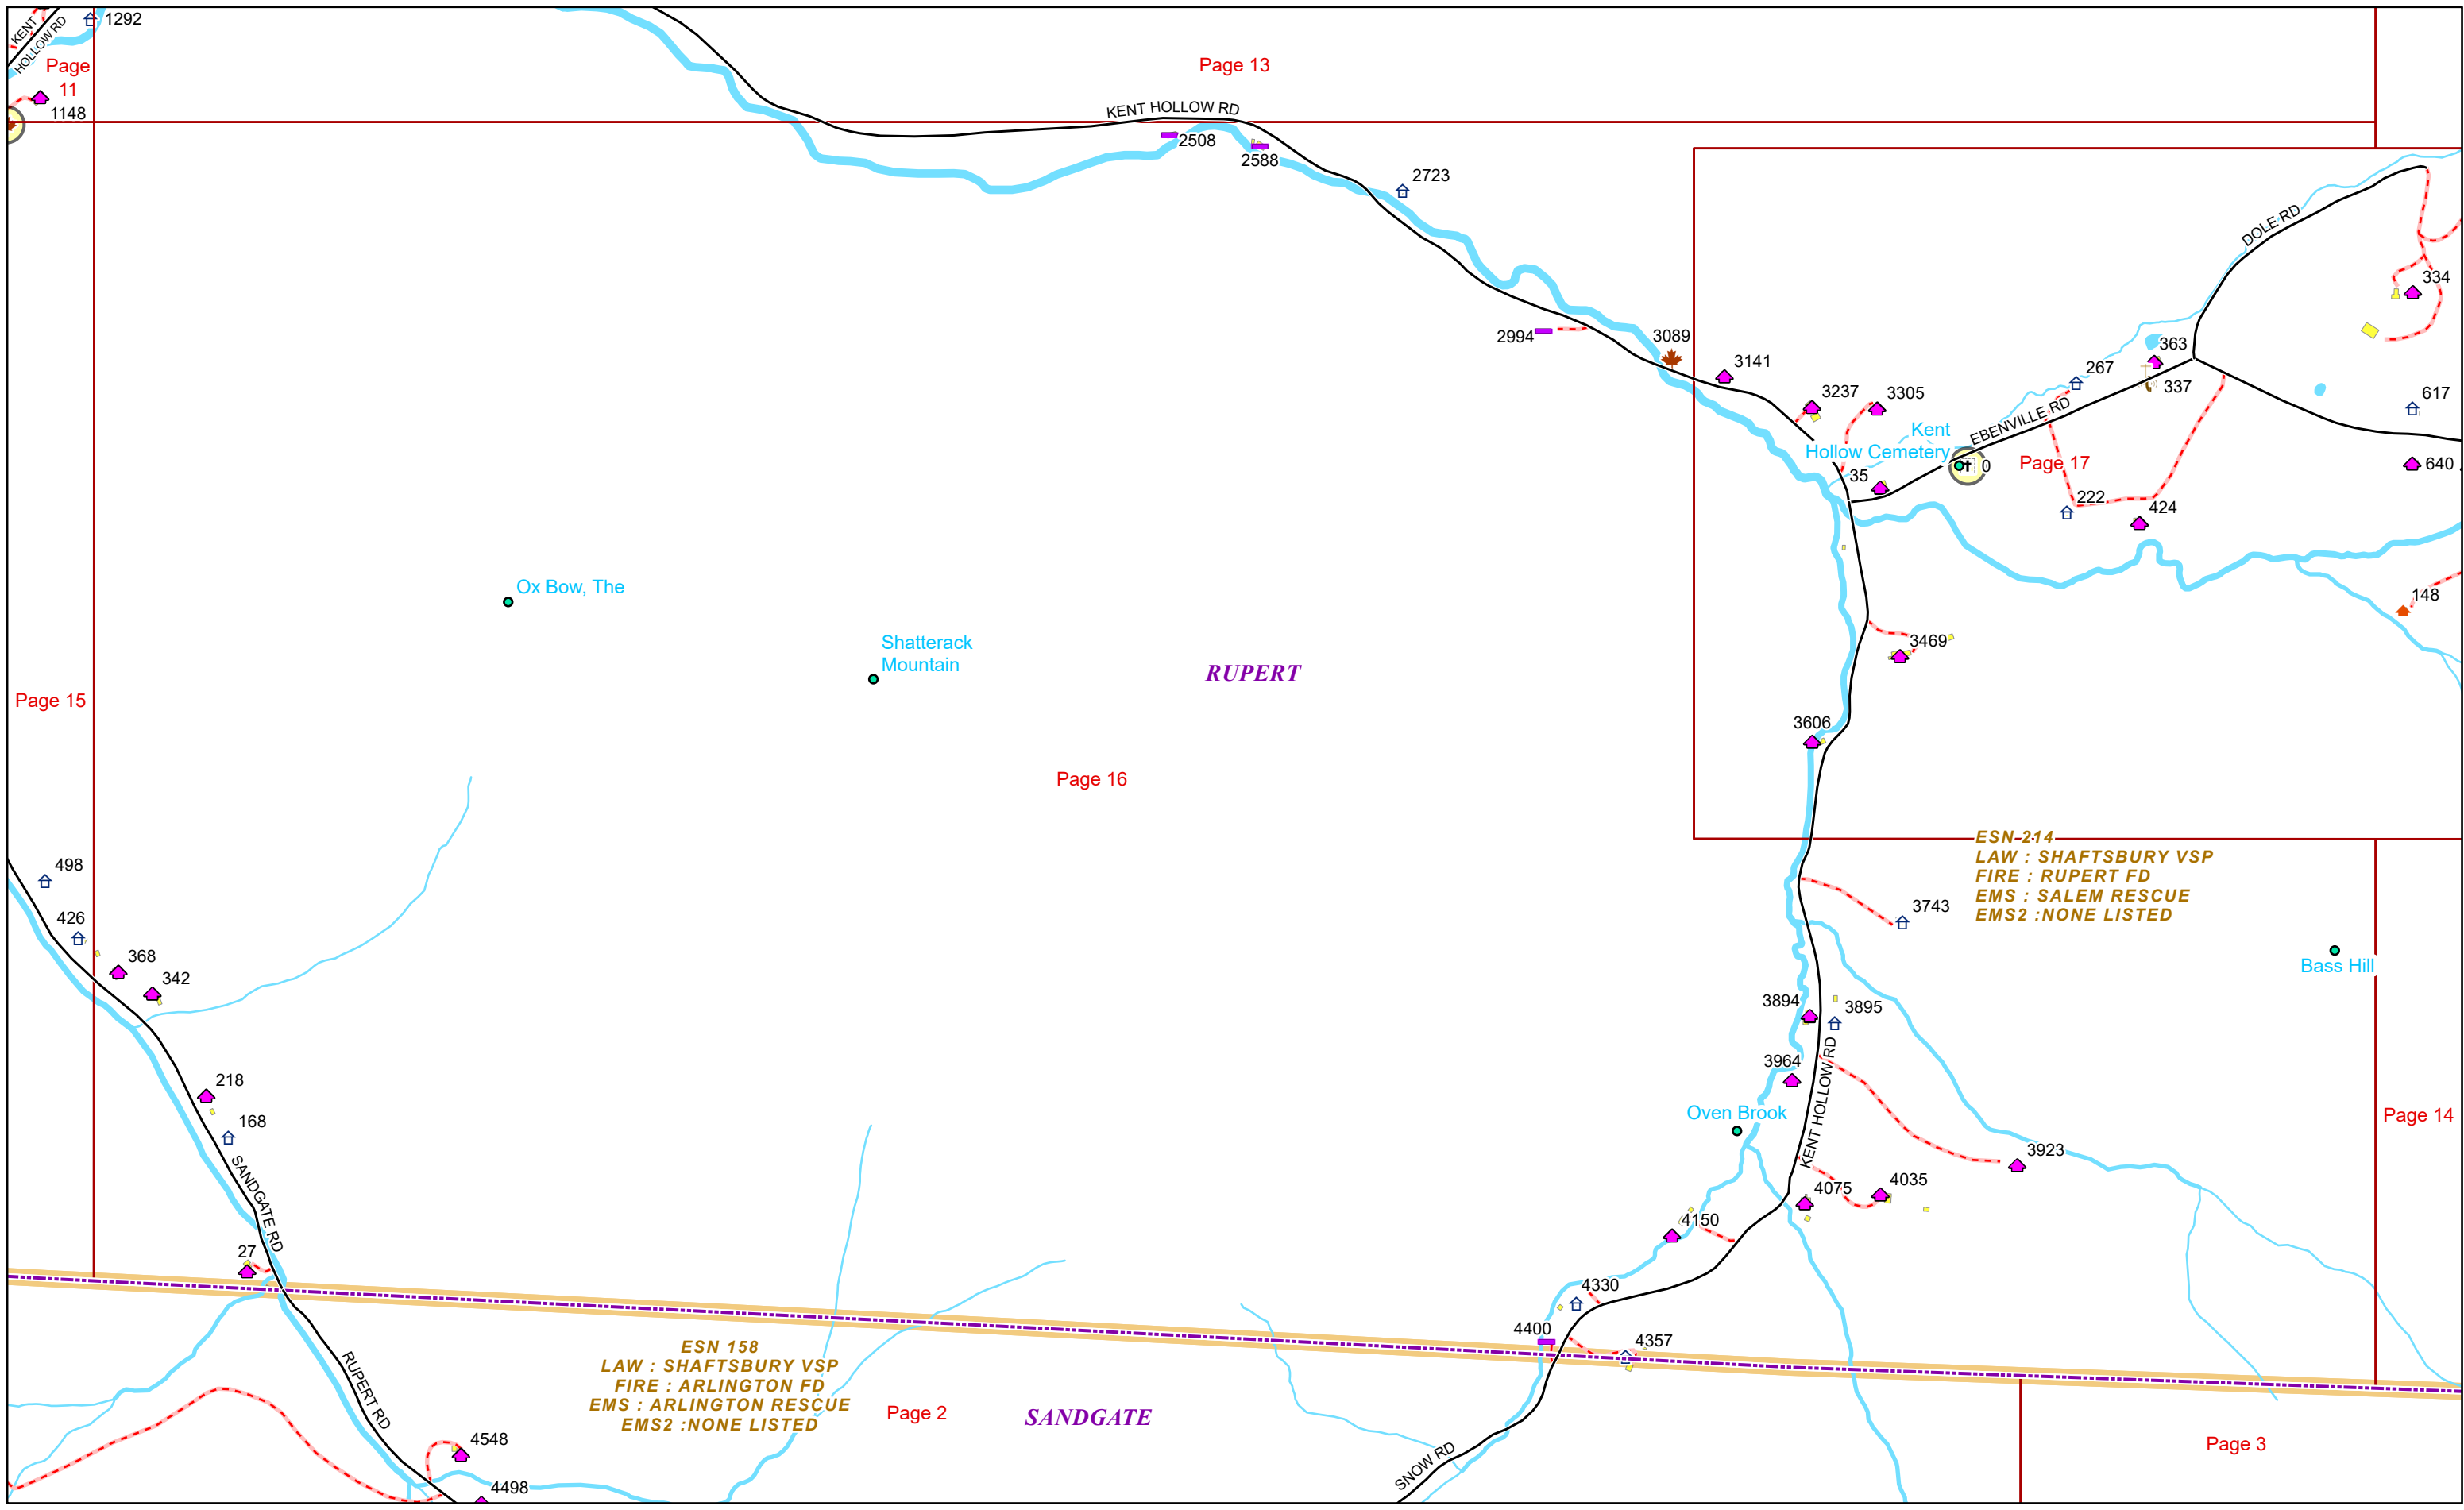 KENT
HOLLOW RD
1292
Page
11
1148
Page 13
KENT HOLLOW RD
2508
2588
2723
DOLE RD
334
2994
3089
3141
363
267
337
617
3237
3305
EBENVILLE RD
Kent
Hollow Cemetery
0
Page 17
640
35
222
424
Ox Bow, The
148
Shatterack
Mountain
3469
RUPERT
Page 15
3606
Page 16
ESN 214
LAW : SHAFTSBURY VSP
FIRE : RUPERT FD
EMS : SALEM RESCUE
EMS2 :NONE LISTED
498
426
3743
368
342
Bass Hill
3894
3895
3964
218
KENT HOLLOW RD
Oven Brook
Page 14
168
3923
SANDGATE RD
4075
4035
4150
27
4330
4400
4357
ESN 158
LAW : SHAFTSBURY VSP
FIRE : ARLINGTON FD
EMS : ARLINGTON RESCUE
EMS2 :NONE LISTED
RUPERT RD
Page 2
SANDGATE
4548
Page 3
SNOW RD
4498